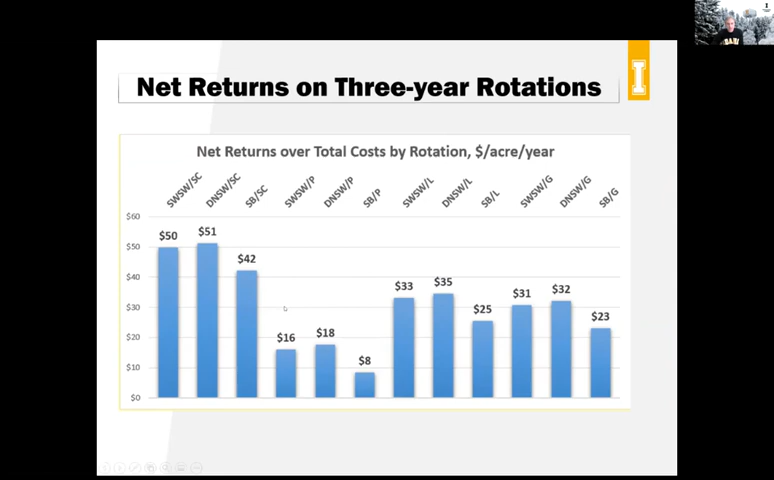 I
Net Returns on Three-year Rotations
I
Net Returns over Total Costs by Rotation, $/acre/year
SWSW/SC DNSW/SC SB/SC SWSW/P DNSW/P SB/P SWSW/L DNSW/L SB/L SWSW/G DNSW/G SB/G
$60
$50
$40
$30
$20
$10
$0
$50 $51 $42 $16 $18 $8 $33 $35 $25 $31 $32 $23